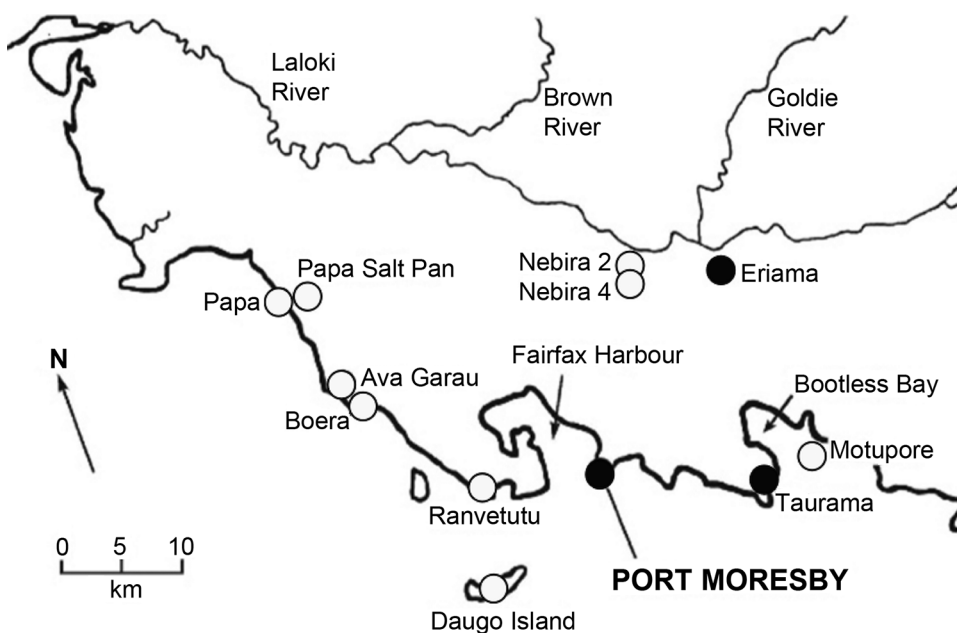 Laloki
River
Brown
River
Goldie
River
Nebira 2
Nebira 4
Eriama
Papa Salt Pan
Papa
N
Fairfax Harbour
Ava Garau
Boera
Bootless Bay
Motupore
Ranvetutu
Taurama
0 5 10
km
PORT MORESBY
Daugo Island